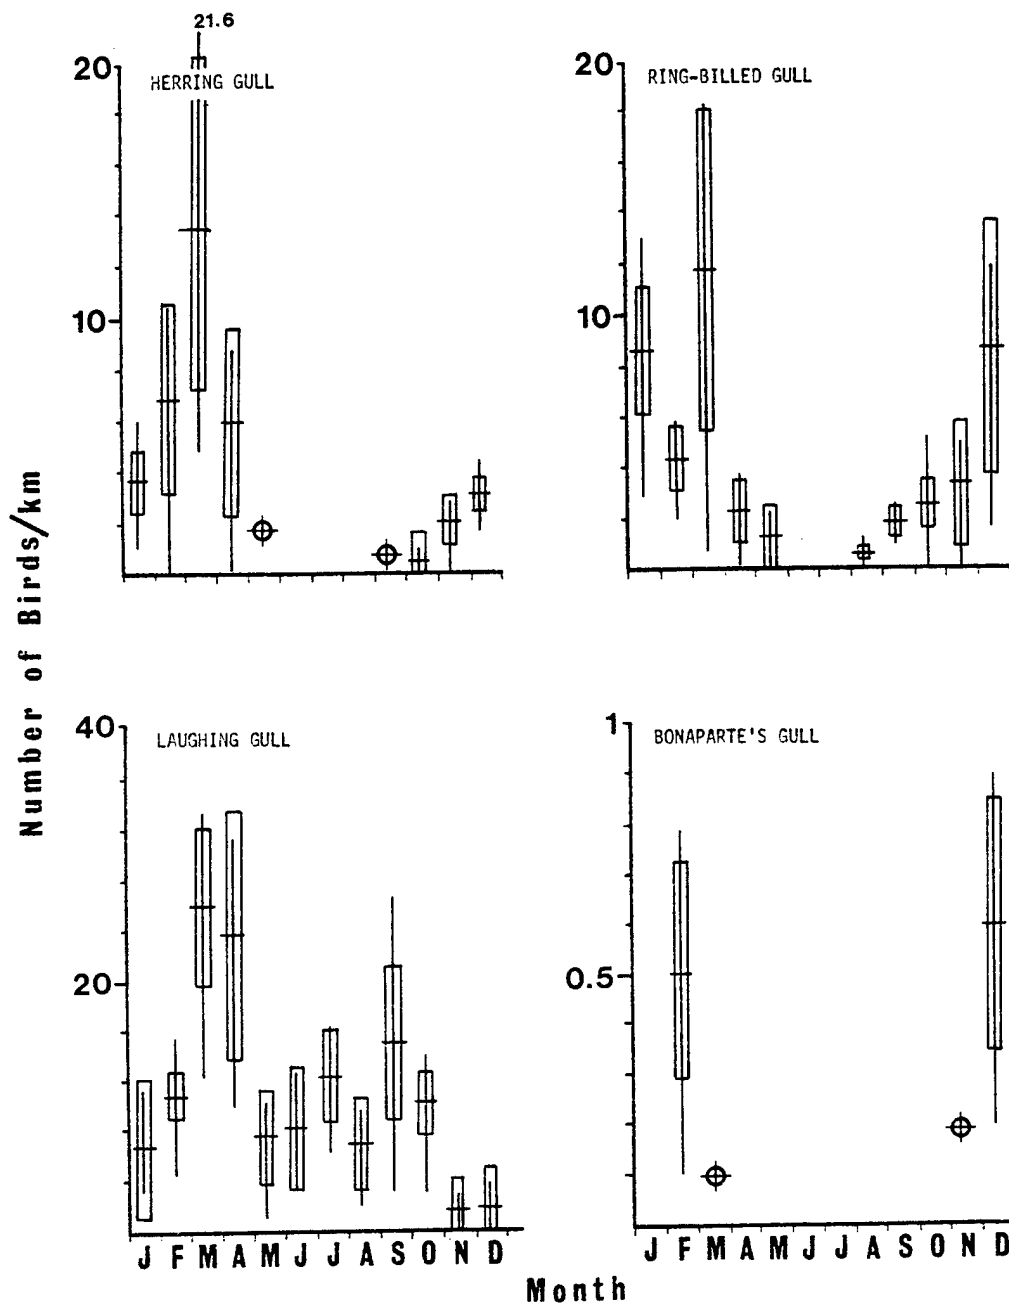 21.6
20
HERRING GULL
10
20
RING-BILLED GULL
10
Number of Birds/km
40
LAUGHING GULL
20
J F M A M J J A S O N D
1
BONAPARTE'S GULL
0.5
J F M A M J J A S O N D
Month